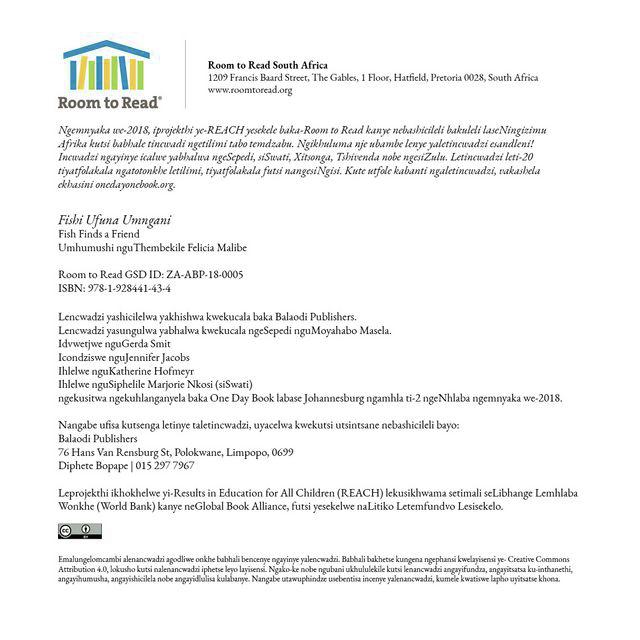 Room to Read®
Room to Read South Africa
1209 Francis Baard Street, The Gables, 1 Floor, Hatfield, Pretoria 0028, South Africa
www.roomtoread.org
Ngemnyaka we-2018, iprojekthi ye-REACH yesekele baka-Room to Read kanye nebashicileli bakuleli laseNingizimu
Afrika kutsi babhale tincwadi ngetilimi tabo temdzabu. Ngikhuluma nje ubambe lenye yaletincwadzi esandleni!
Incwadzi ngayinye icalwe yabhalwa ngeSepedi, siSwati, Xitsonga, Tshivenda nobe ngesiZulu. Letincwadzi leti-20
tiyatfolakala ngatotonkhe letilimi, tiyatfolakala futsi nangesiNgisi. Kute utfole kabanti ngaletincwadzi, vakashela
ekhasini onedayonebook.org.
Fishi Ufuna Umngani
Fish Finds a Friend
Umhumushi nguThembekile Felicia Malibe
Room to Read GSD ID: ZA-ABP-18-0005
ISBN: 978-1-928441-43-4
Lencwadzi yashicilelwa yakhishwa kwekucala baka Balaodi Publishers.
Lencwadzi yasungulwa yabhalwa kwekucala ngeSepedi nguMoyahabo Masela.
Idvwetjwe nguGerda Smit
Icondziswe nguJennifer Jacobs
Ihlelwe nguKatherine Hofmeyr
Ihlelwe nguSiphelile Marjorie Nkosi (siSwati)
ngekusitwa ngekuhlanganyela baka One Day Book labase Johannesburg ngamhla ti-2 ngeNhlaba ngemnyaka we-2018.
Nangabe ufisa kutsenga letinye taletincwadzi, uyacelwa kwekutsi utsintsane nebashicileli bayo:
Balaodi Publishers
76 Hans Van Rensburg St, Polokwane, Limpopo, 0699
Diphete Bopape | 015 297 7967
Leprojekthi ikhokhelwe yi-Results in Education for All Children (REACH) lekusikhwama setimali seLibhange Lemhlaba
Wonkhe (World Bank) kanye neGlobal Book Alliance, futsi yesekelwe naLitiko Letemfundvo Lesisekelo.
CC BY
Emalungelomcambi alenancwadzi agodliwe onkhe babhali bencenye ngayinye yalencwadzi. Babhali bakhetse kungena ngephansi kwelayisensi ye- Creative Commons
Attribution 4.0, lokusho kutsi nalenancwadzi iphetse leyo layisensi. Ngako-ke nobe ngubani ukhululekile kutsi lenancwadzi angayifundza, angayitsatsa ku-inthanethi,
angayihumusha, angayishicilela nobe angayidlulisa kulabanye. Nangabe utawuphindze usebentisa incenye yalenancwadzi, kumele kwatiswe lapho uyitsatse khona.